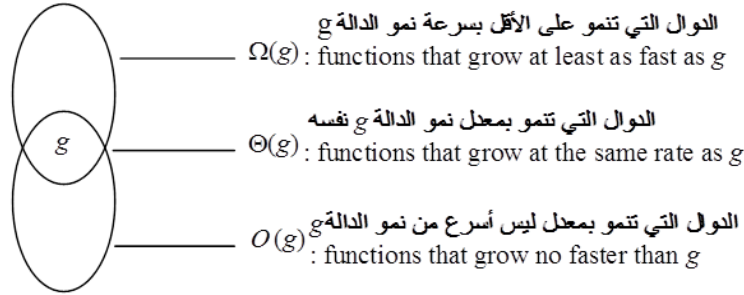 الدوال التي تنمو على الأقل بسرعة نمو الدالة g
Ω(g) : functions that grow at least as fast as g
الدوال التي تنمو بمعدل نمو الدالة g نفسه
g
Θ(g) : functions that grow at the same rate as g
الدوال التي تنمو بمعدل ليس أسرع من نمو الدالة g
O(g) : functions that grow no faster than g